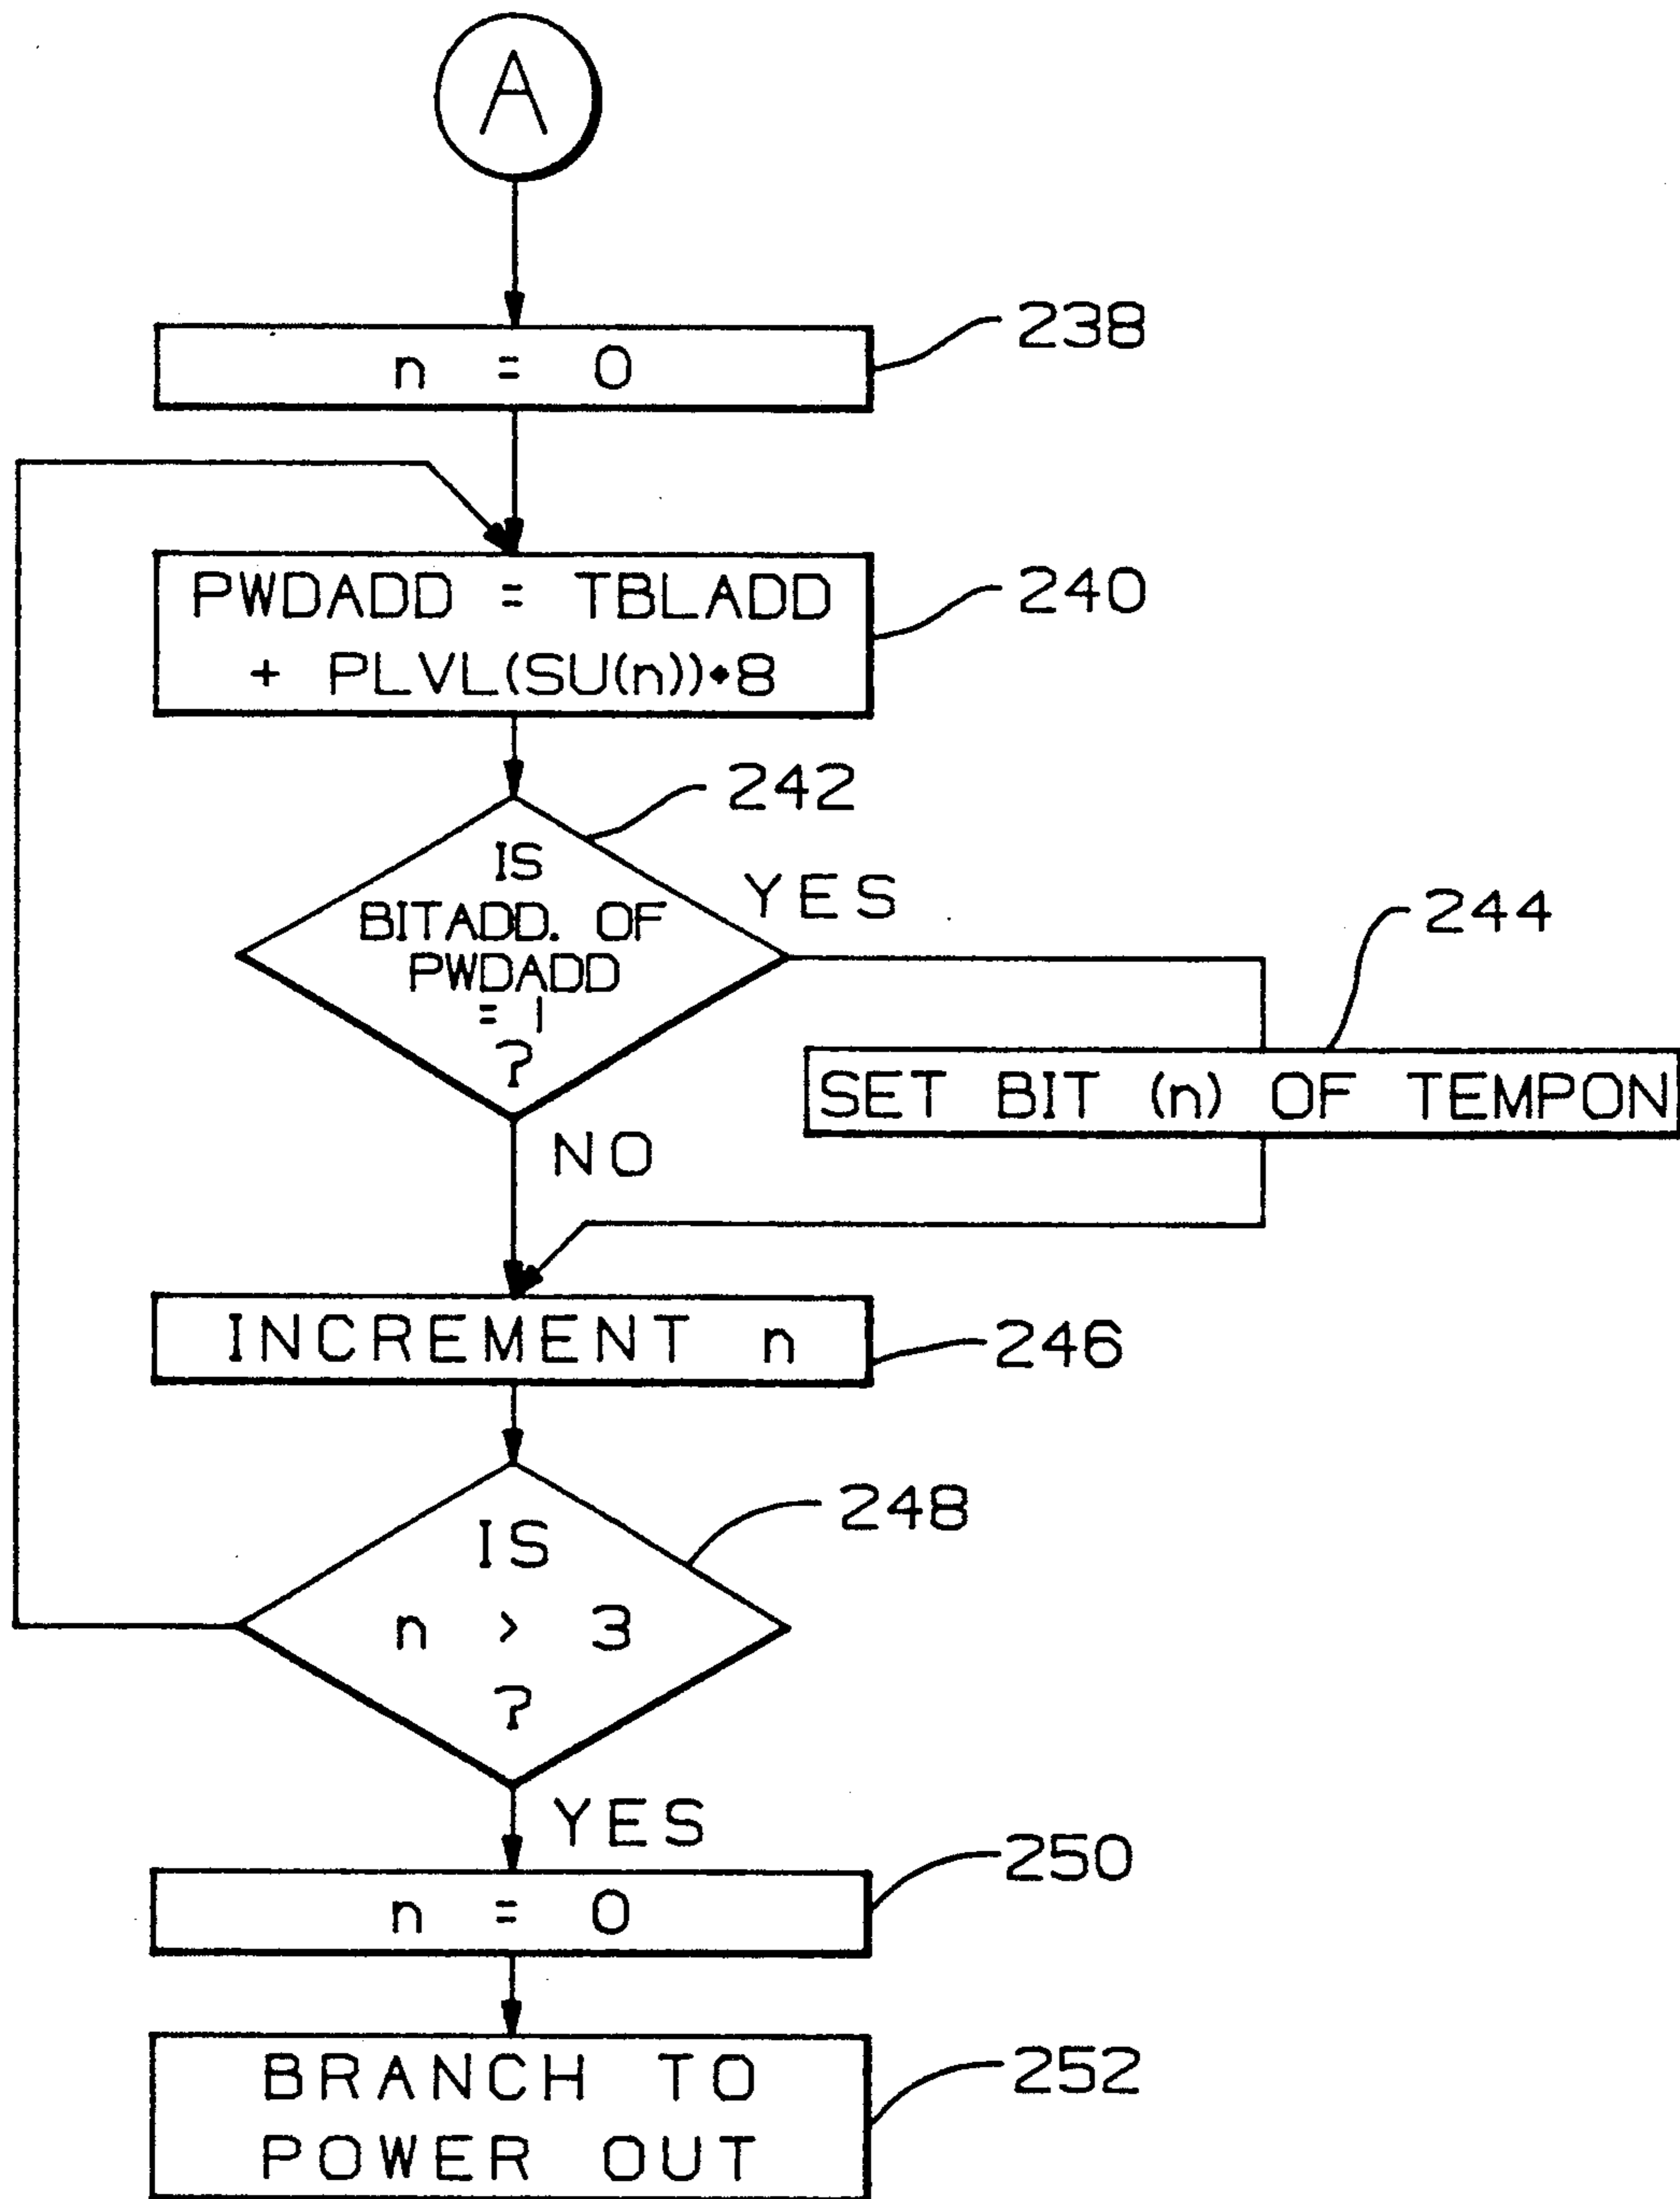 A
238
n = 0
PWDADD = TBLADD
+ PLVL(SU(n))*8
240
242
IS
BITADD. OF
PWDADD
= 1
?
YES
244
SET BIT (n) OF TEMPON
NO
INCREMENT n
246
248
IS
n > 3
?
YES
250
n = 0
BRANCH TO
POWER OUT
252